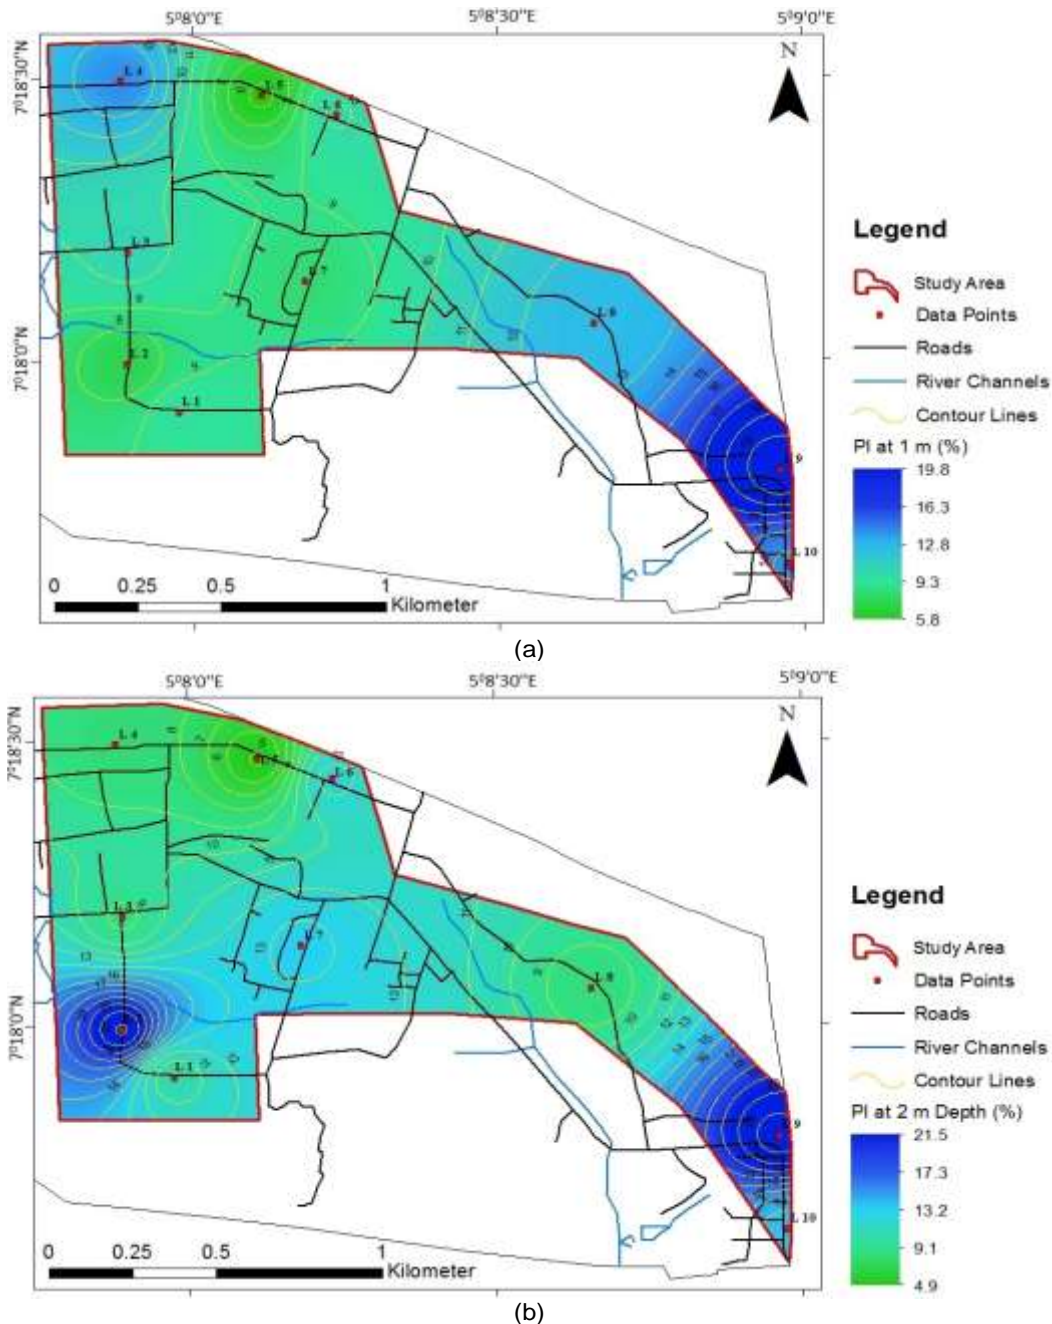 5°8'0"E 5°8'30"E 5°9'0"E
N
7°18'30"N
7°18'0"N
L 4
L 5
L 6
L 3
L 7
L 8
L 2
L 1
9
L 10
Legend
Study Area
Data Points
Roads
River Channels
Contour Lines
PI at 1 m (%)
19.8
16.3
12.8
9.3
5.8
0 0.25 0.5 1
Kilometer
(a)
5°8'0"E 5°8'30"E 5°9'0"E
N
7°18'30"N
7°18'0"N
L 4
L 5
L 6
L 3
L 7
L 8
L 1
9
L 10
Legend
Study Area
Data Points
Roads
River Channels
Contour Lines
PI at 2 m Depth (%)
21.5
17.3
13.2
9.1
4.9
0 0.25 0.5 1
Kilometer
(b)